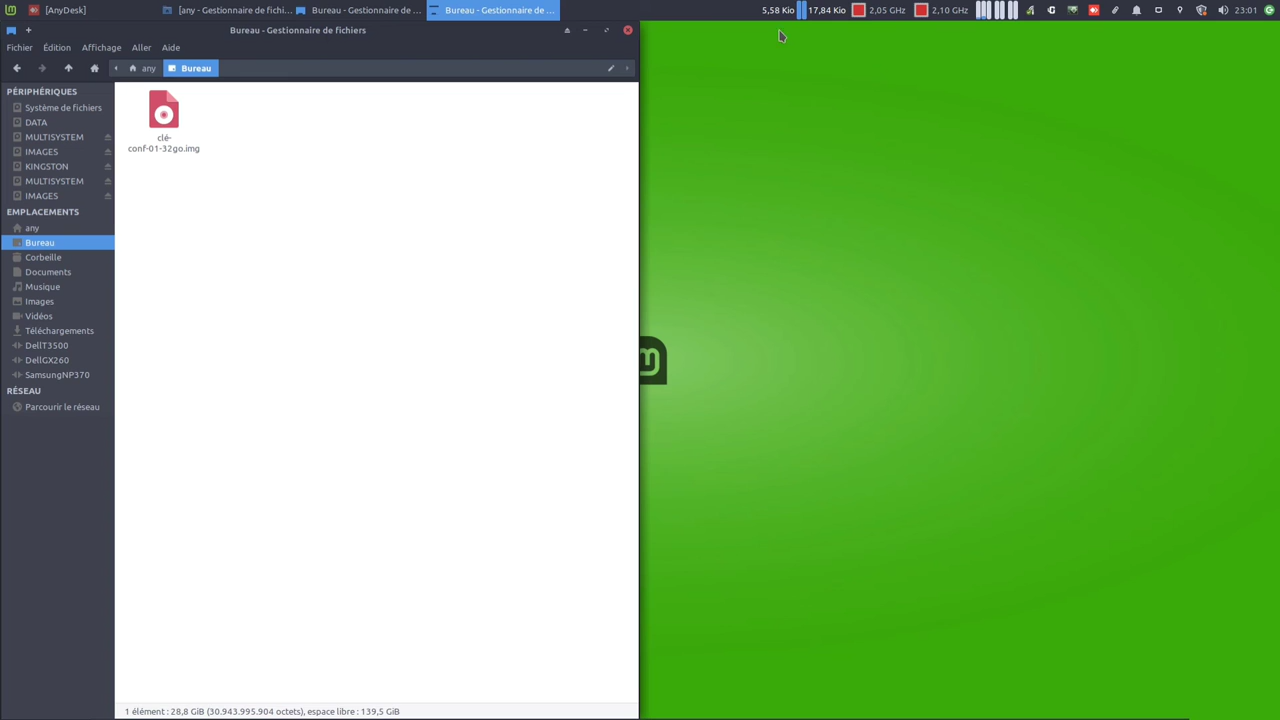 [AnyDesk]
[any - Gestionnaire de fichi...
Bureau - Gestionnaire de ...
Bureau - Gestionnaire de ...
5,58 Kio
17,84 Kio
2,05 GHz
2,10 GHz
23:01
Bureau - Gestionnaire de fichiers
Fichier
Édition
Affichage
Aller
Aide
any
Bureau
PÉRIPHÉRIQUES
Système de fichiers
DATA
MULTISYSTEM
IMAGES
KINGSTON
MULTISYSTEM
IMAGES
EMPLACEMENTS
any
Bureau
Corbeille
Documents
Musique
Images
Vidéos
Téléchargements
DellT3500
DellGX260
SamsungNP370
RÉSEAU
Parcourir le réseau
clé-
conf-01-32go.img
1 élément : 28,8 GiB (30.943.995.904 octets), espace libre : 139,5 GiB